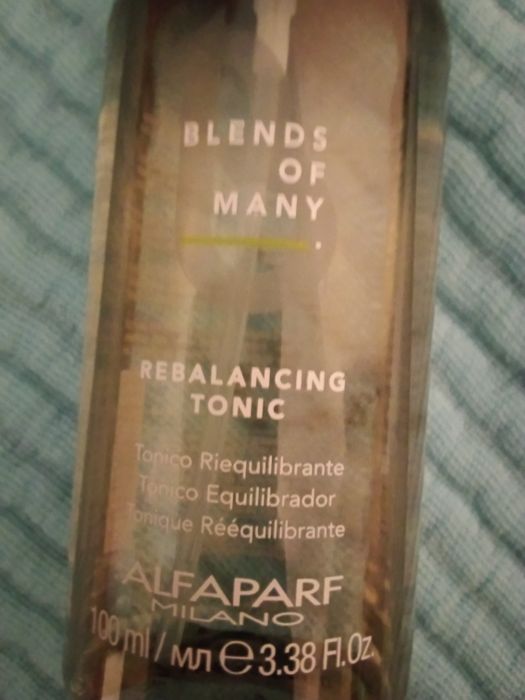 BLENDS
OF
MANY
.
REBALANCING
TONIC
Tonico Riequilibrante
Tónico Equilibrador
Tonique Rééquilibrante
ALFAPARF
MILANO
100 ml / мл ℮ 3.38 Fl.Oz.